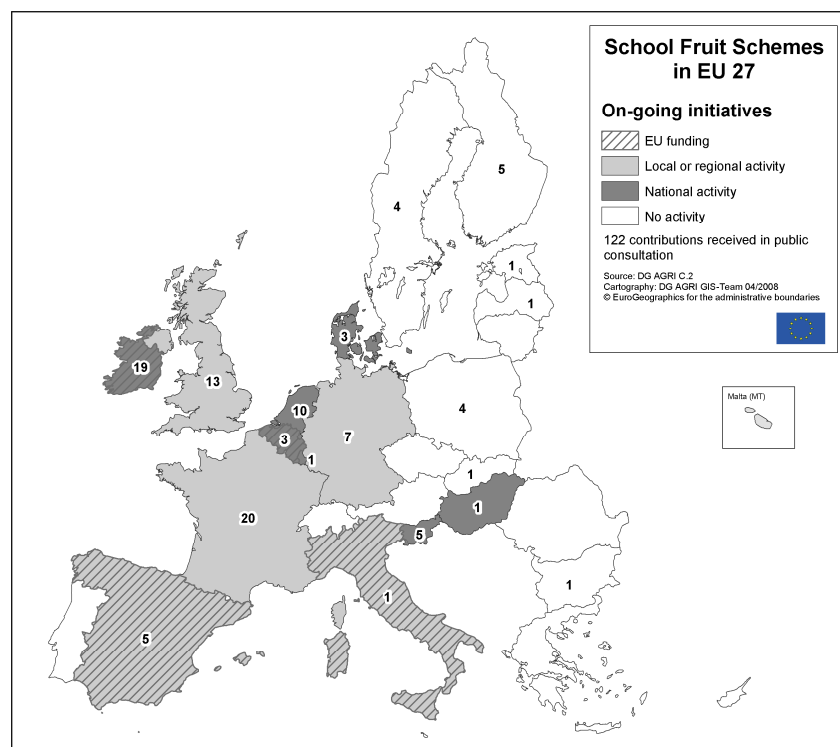 School Fruit Schemes
in EU 27
On-going initiatives
EU funding
Local or regional activity
National activity
No activity
122 contributions received in public
consultation
Source: DG AGRI C.2
Cartography: DG AGRI GIS-Team 04/2008
© EuroGeographics for the administrative boundaries
Malta (MT)
5
4
1
1
3
19
13
10
4
7
3
1
1
1
20
5
1
1
5